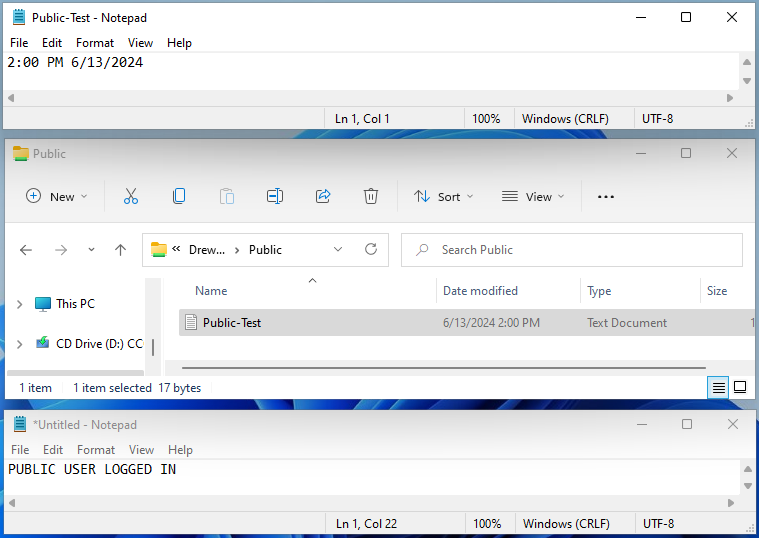 Public-Test - Notepad
File Edit Format View Help
2:00 PM 6/13/2024
Ln 1, Col 1 100% Windows (CRLF) UTF-8
Public
New Sort View
« Drew... > Public Search Public
Name Date modified Type Size
This PC
Public-Test 6/13/2024 2:00 PM Text Document 1
CD Drive (D:) CC
1 item 1 item selected 17 bytes
*Untitled - Notepad
File Edit Format View Help
PUBLIC USER LOGGED IN
Ln 1, Col 22 100% Windows (CRLF) UTF-8